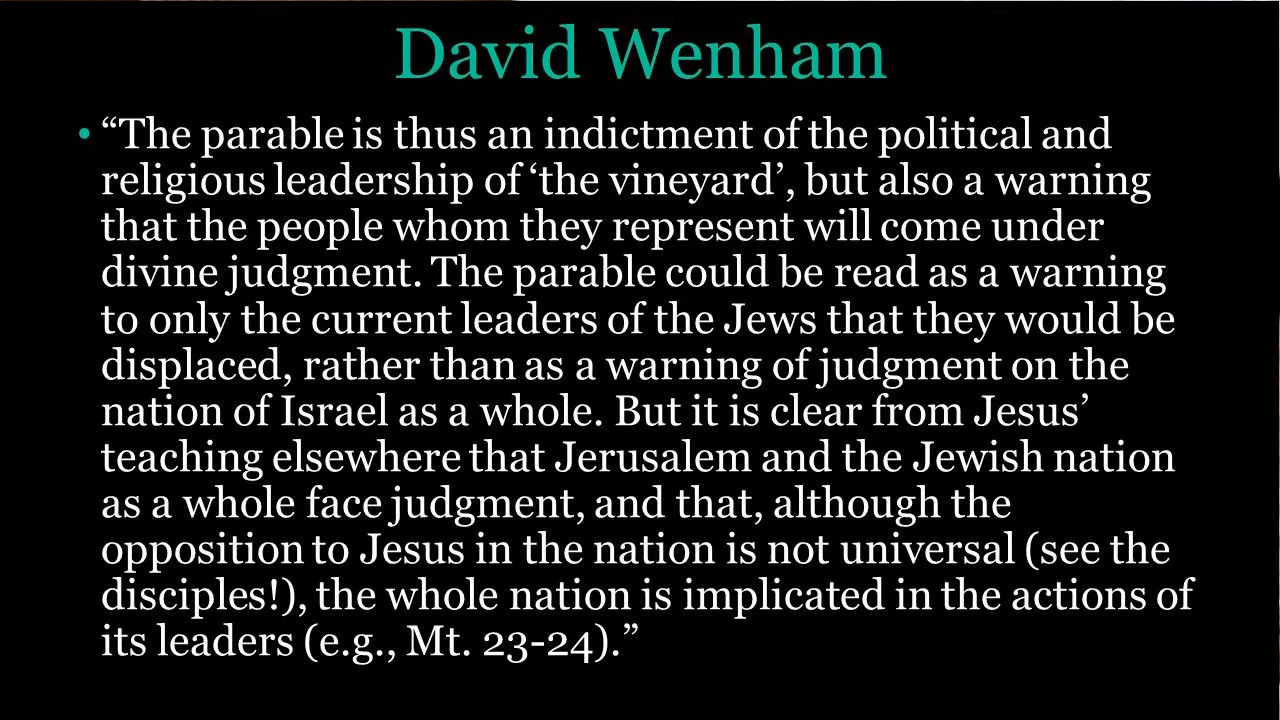 David Wenham
• “The parable is thus an indictment of the political and
religious leadership of ‘the vineyard’, but also a warning
that the people whom they represent will come under
divine judgment. The parable could be read as a warning
to only the current leaders of the Jews that they would be
displaced, rather than as a warning of judgment on the
nation of Israel as a whole. But it is clear from Jesus’
teaching elsewhere that Jerusalem and the Jewish nation
as a whole face judgment, and that, although the
opposition to Jesus in the nation is not universal (see the
disciples!), the whole nation is implicated in the actions of
its leaders (e.g., Mt. 23-24).”